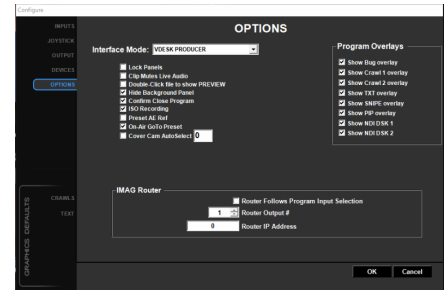 Configure
INPUTS
JOYSTICK
OUTPUT
DEVICES
OPTIONS
OPTIONS
Interface Mode: VDESK PRODUCER
Lock Panels
Clip Mutes Live Audio
Double-Click file to show PREVIEW
Hide Background Panel
Confirm Close Program
ISO Recording
Preset AE Ref
On-Air GoTo Preset
Cover Cam AutoSelect 0
Program Overlays
Show Bug overlay
Show Crawl 1 overlay
Show Crawl 2 overlay
Show TXT overlay
Show SNIPE overlay
Show PIP overlay
Show NDI DSK 1
Show NDI DSK 2
GRAPHICS DEFAULTS
CRAWLS
TEXT
IMAG Router
Router Follows Program Input Selection
1 Router Output #
0 Router IP Address
OK Cancel